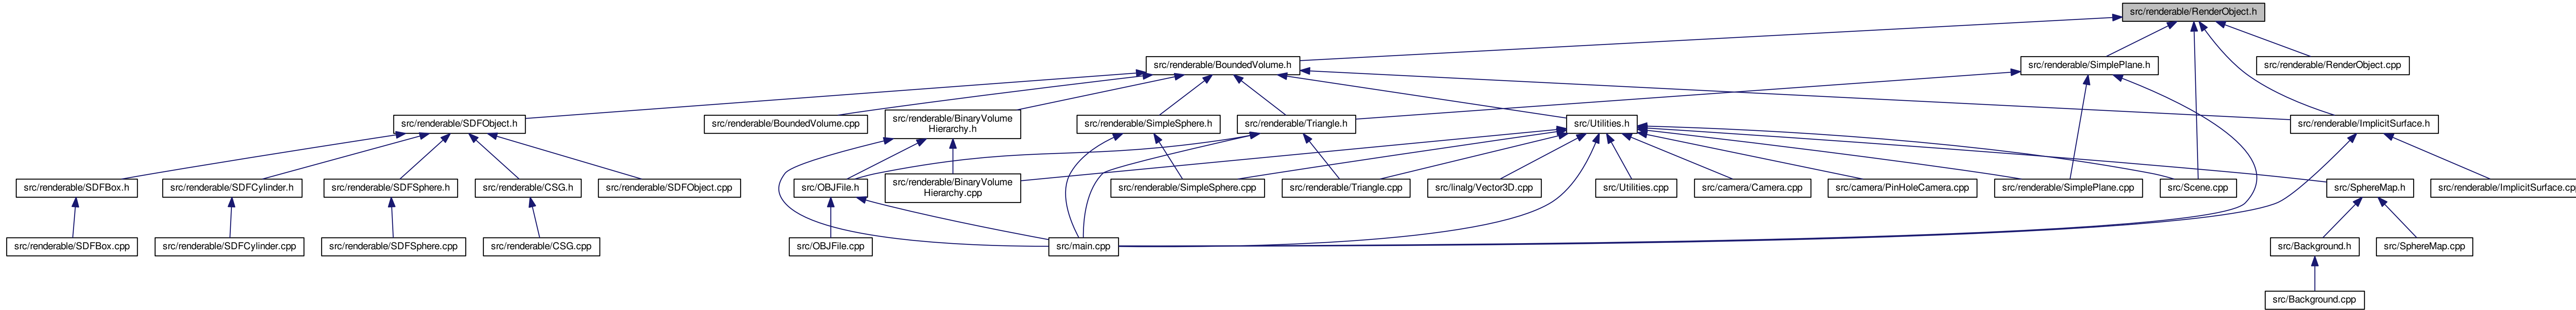 src/renderable/RenderObject.h
src/renderable/BoundedVolume.h
src/renderable/SimplePlane.h
src/renderable/RenderObject.cpp
src/renderable/SDFObject.h
src/renderable/BoundedVolume.cpp
src/renderable/BinaryVolume
Hierarchy.h
src/renderable/SimpleSphere.h
src/renderable/Triangle.h
src/Utilities.h
src/renderable/ImplicitSurface.h
src/renderable/SDFBox.h
src/renderable/SDFCylinder.h
src/renderable/SDFSphere.h
src/renderable/CSG.h
src/renderable/SDFObject.cpp
src/OBJFile.h
src/renderable/BinaryVolume
Hierarchy.cpp
src/renderable/SimpleSphere.cpp
src/renderable/Triangle.cpp
src/linalg/Vector3D.cpp
src/Utilities.cpp
src/camera/Camera.cpp
src/camera/PinHoleCamera.cpp
src/renderable/SimplePlane.cpp
src/Scene.cpp
src/SphereMap.h
src/renderable/ImplicitSurface.cp
src/renderable/SDFBox.cpp
src/renderable/SDFCylinder.cpp
src/renderable/SDFSphere.cpp
src/renderable/CSG.cpp
src/OBJFile.cpp
src/main.cpp
src/Background.h
src/SphereMap.cpp
src/Background.cpp